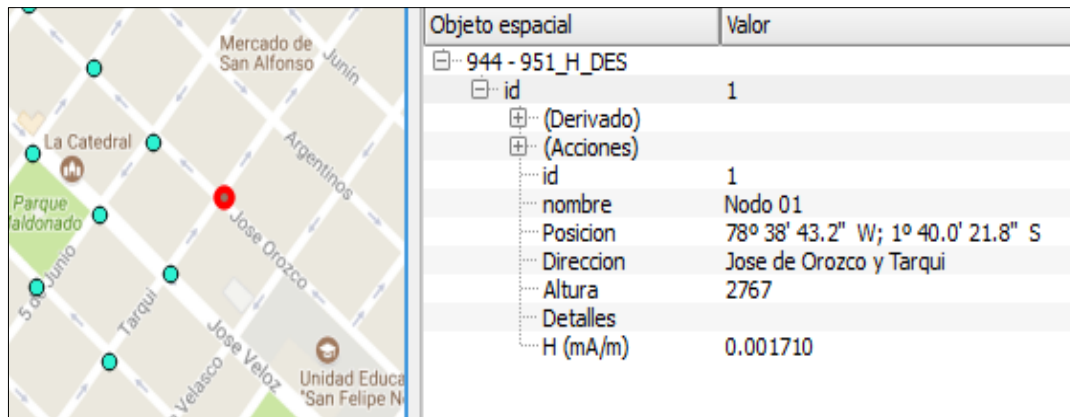 Mercado de
San Alfonso
Junín
La Catedral
Argentinos
Parque
Maldonado
Jose Orozco
5 de Junio
Tarqui
Jose Veloz
Velasco
Unidad Educa
"San Felipe N
Objeto espacial Valor
944 - 951_H_DES
id 1
(Derivado)
(Acciones)
id 1
nombre Nodo 01
Posicion 78º 38' 43.2" W; 1º 40.0' 21.8" S
Direccion Jose de Orozco y Tarqui
Altura 2767
Detalles
H (mA/m) 0.001710